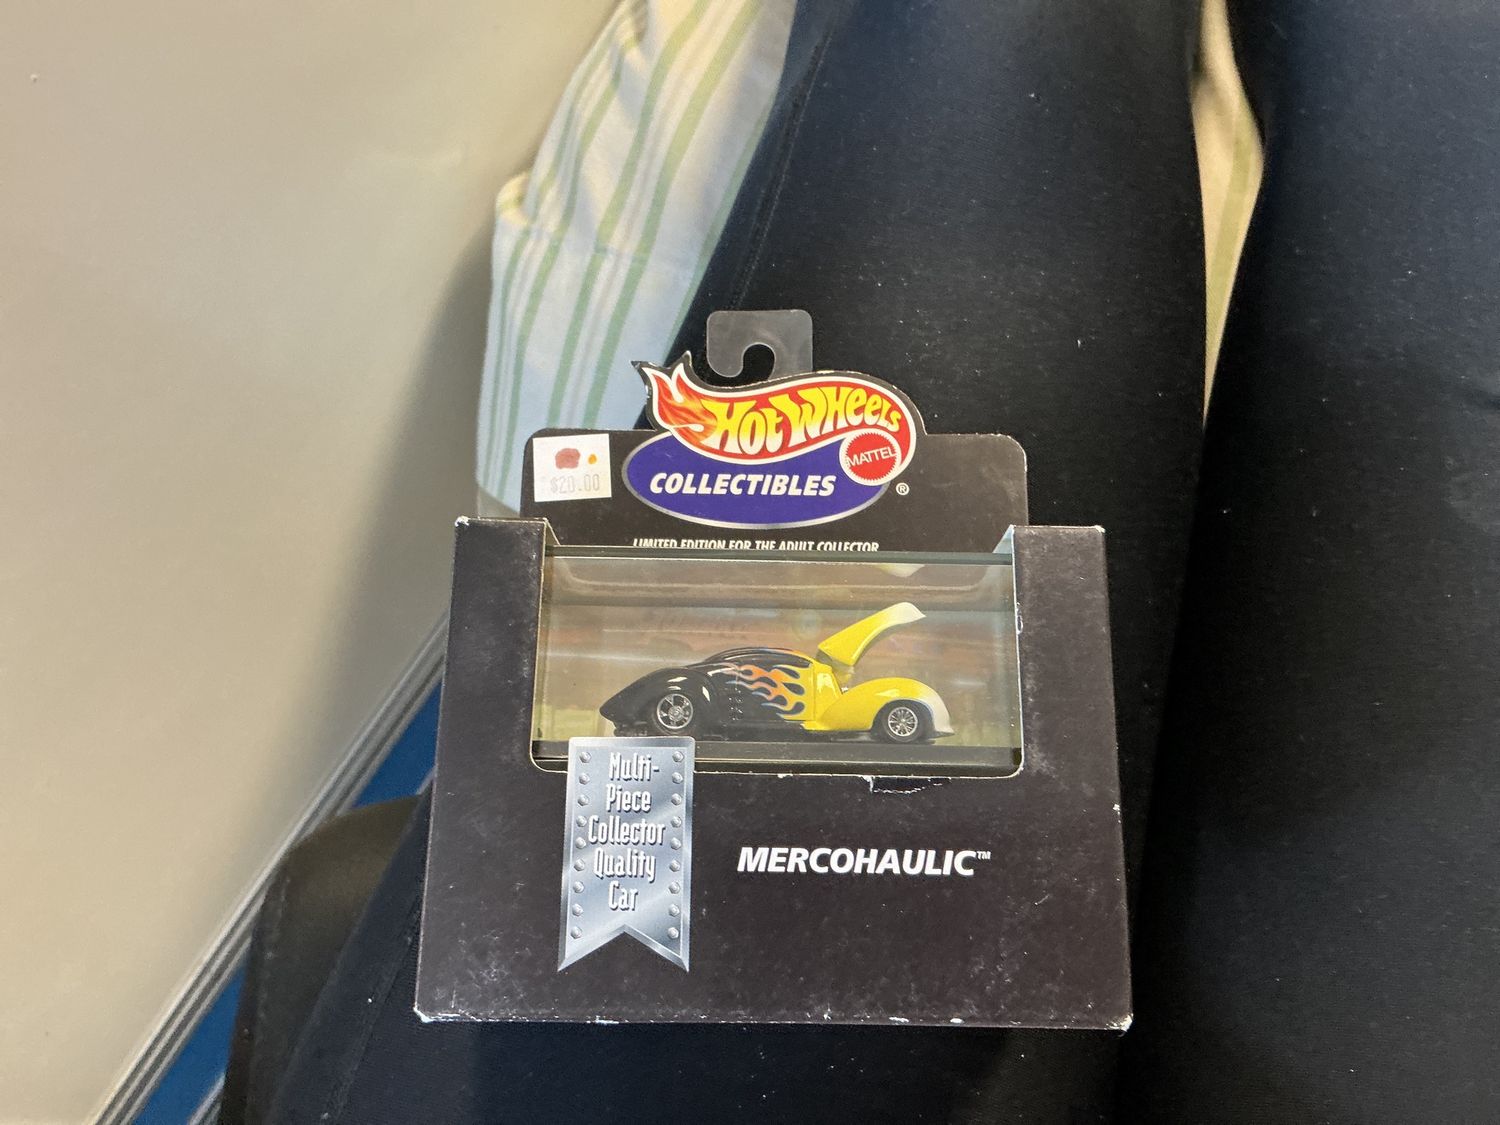 HOT WHEELS
MATTEL
COLLECTIBLES ®
$20.00
LIMITED EDITION FOR THE ADULT COLLECTOR
Multi-
Piece
Collector
Quality
Car
MERCOHAULIC™